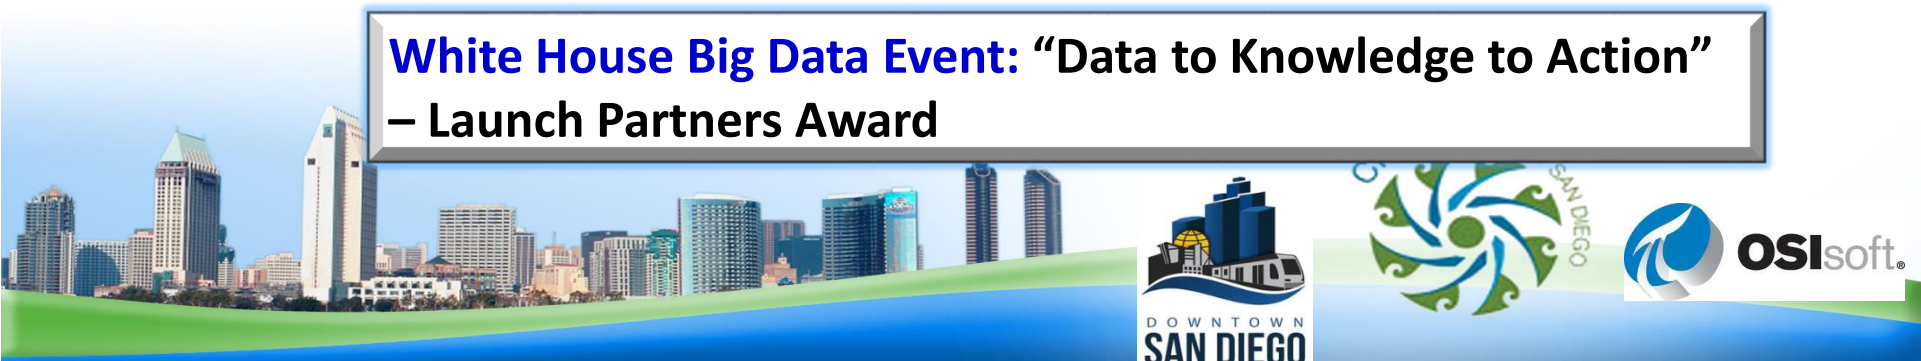 White House Big Data Event: “Data to Knowledge to Action”
– Launch Partners Award
SAN DIEGO
OSIsoft.
DOWNTOWN
SAN DIEGO